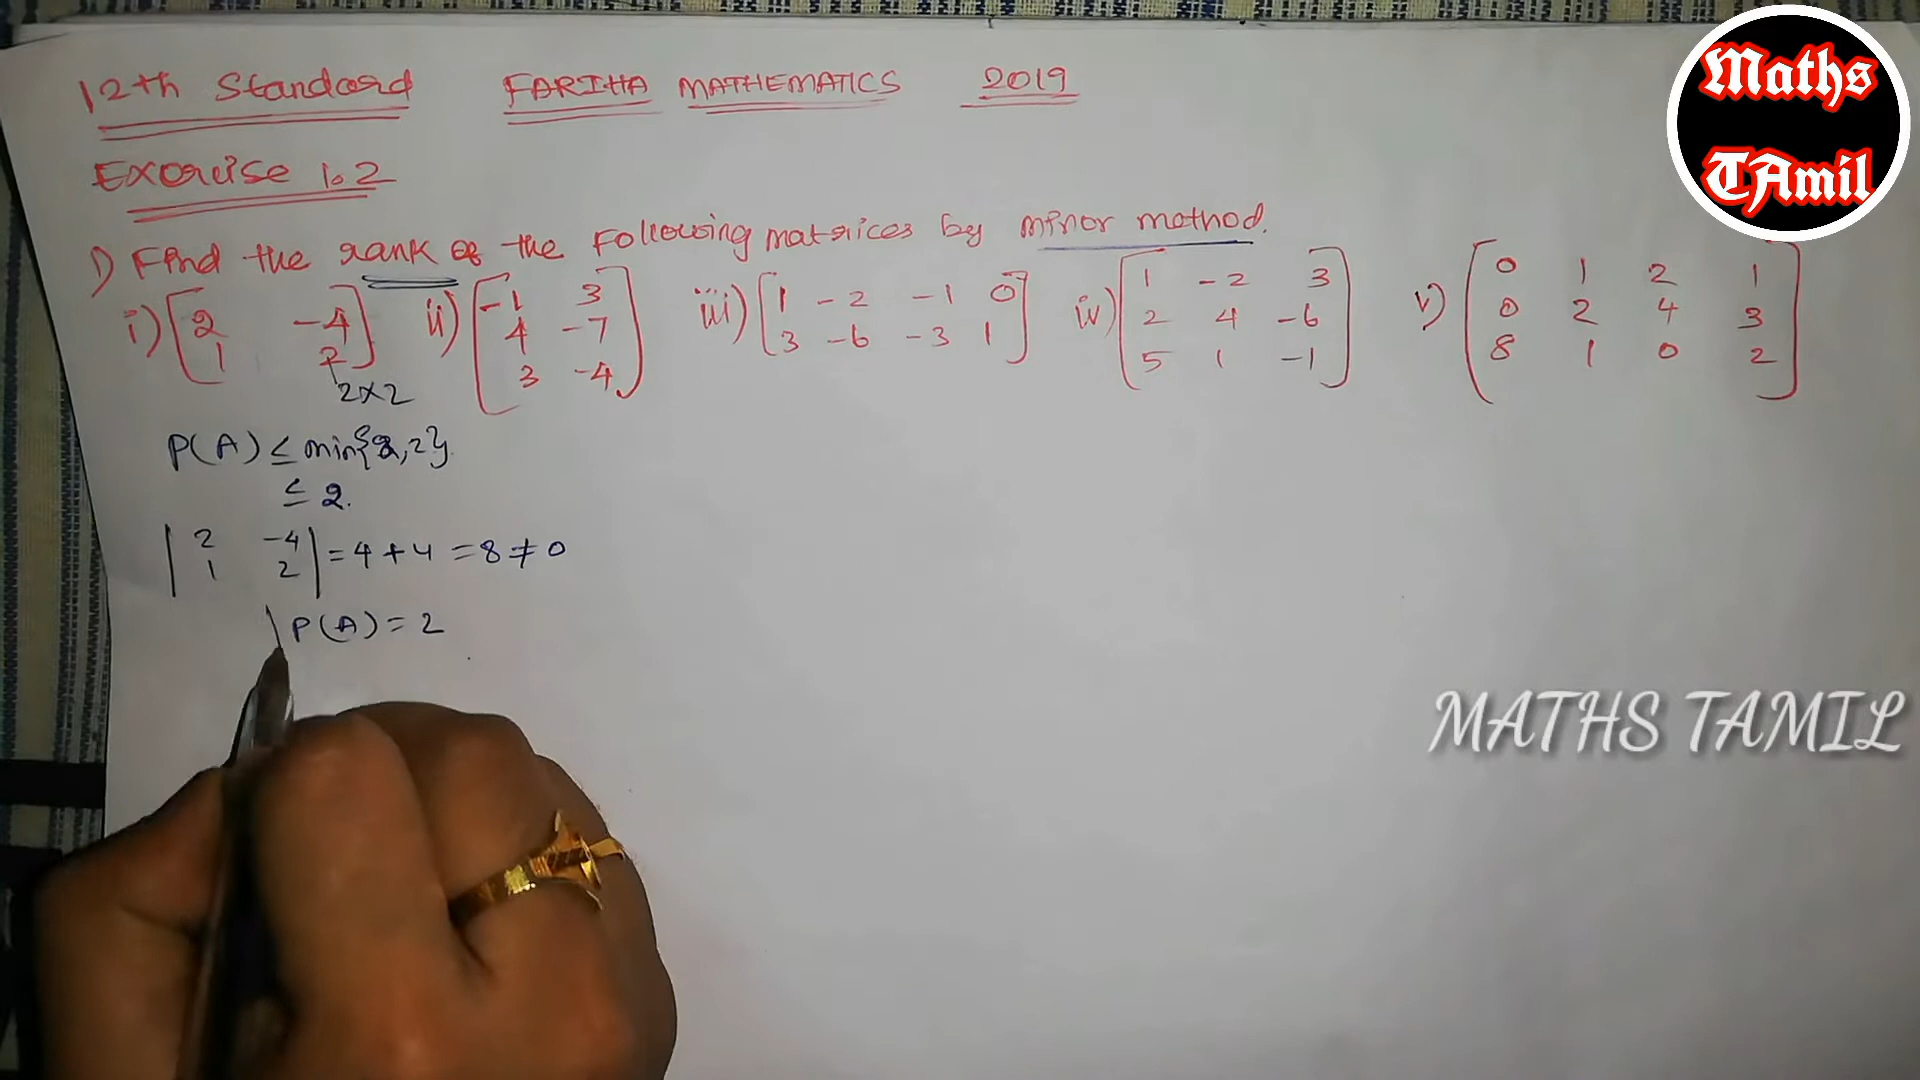 12th Standard FARITHA MATHEMATICS 2019
Maths
TAmil
Exercise 1.2
1) Find the rank of the following matrices by minor method.
i) [2 -4 ii) [-1 3 iii) [1 -2 -1 0 iv) [1 -2 3 v) [0 1 2 1
1 2] 4 -7 3 -6 -3 1] 2 4 -6 0 2 4 3
3 -4] 5 1 -1] 8 1 0 2]
2×2
P(A) ≤ min{2,2}
≤ 2.
|2 -4
1 2| = 4+4 = 8 ≠ 0
P(A) = 2
MATHS TAMIL